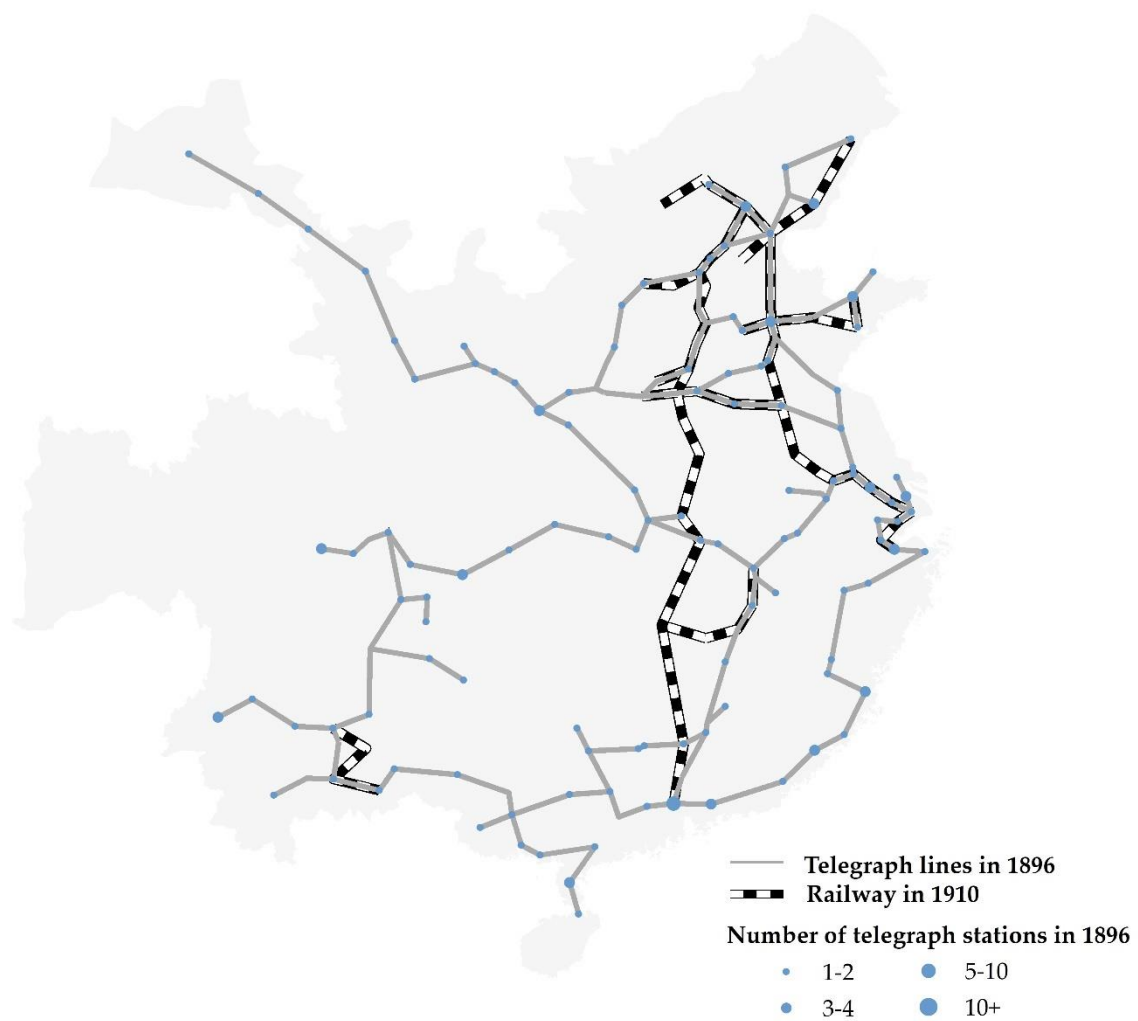 Telegraph lines in 1896
Railway in 1910
Number of telegraph stations in 1896
1-2 5-10
3-4 10+